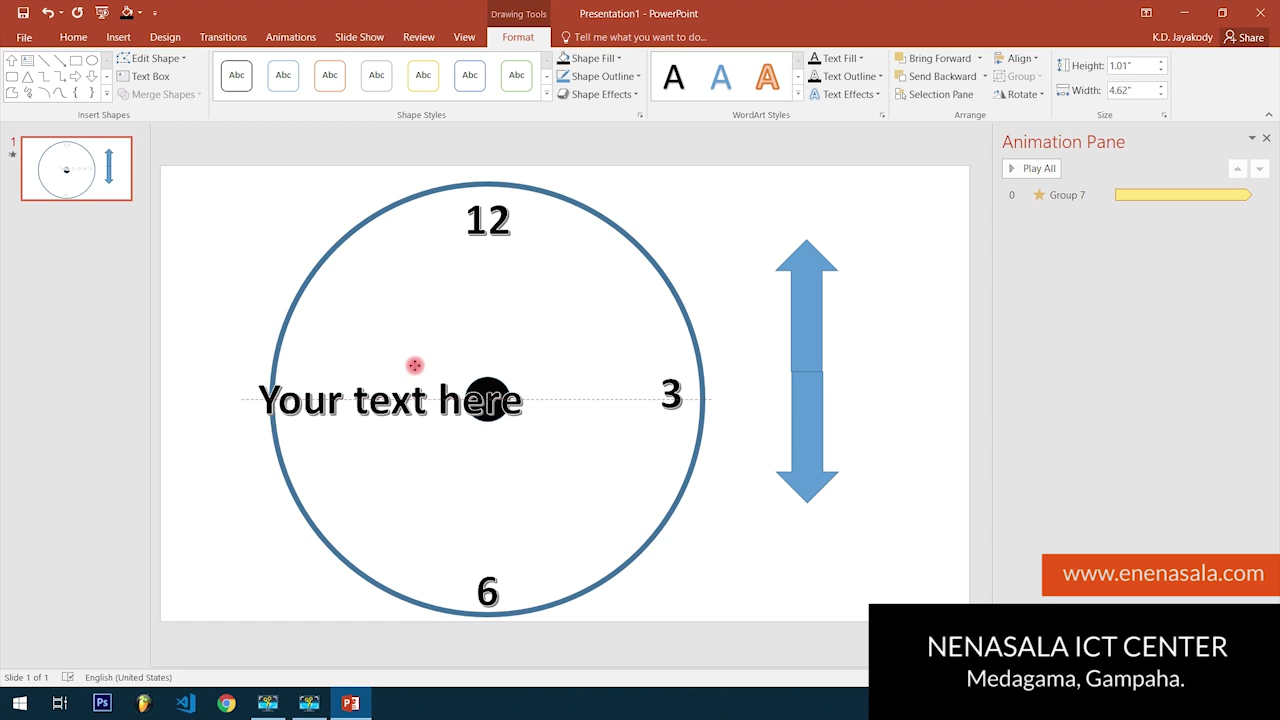 Drawing Tools
Presentation1 - PowerPoint
File Home Insert Design Transitions Animations Slide Show Review View Format Tell me what you want to do... K.D. Jayakody Share
Edit Shape
Text Box
Merge Shapes
Insert Shapes
Abc Abc Abc Abc Abc Abc Abc
Shape Fill
Shape Outline
Shape Effects
Shape Styles
A A A
Text Fill
Text Outline
Text Effects
WordArt Styles
Bring Forward
Send Backward
Selection Pane
Align
Group
Rotate
Arrange
Height: 1.01"
Width: 4.62"
Size
1
12
Your text here
3
6
Animation Pane
Play All
0 Group 7
www.enenasala.com
NENASALA ICT CENTER
Medagama, Gampaha.
Slide 1 of 1 English (United States)
Ps
P